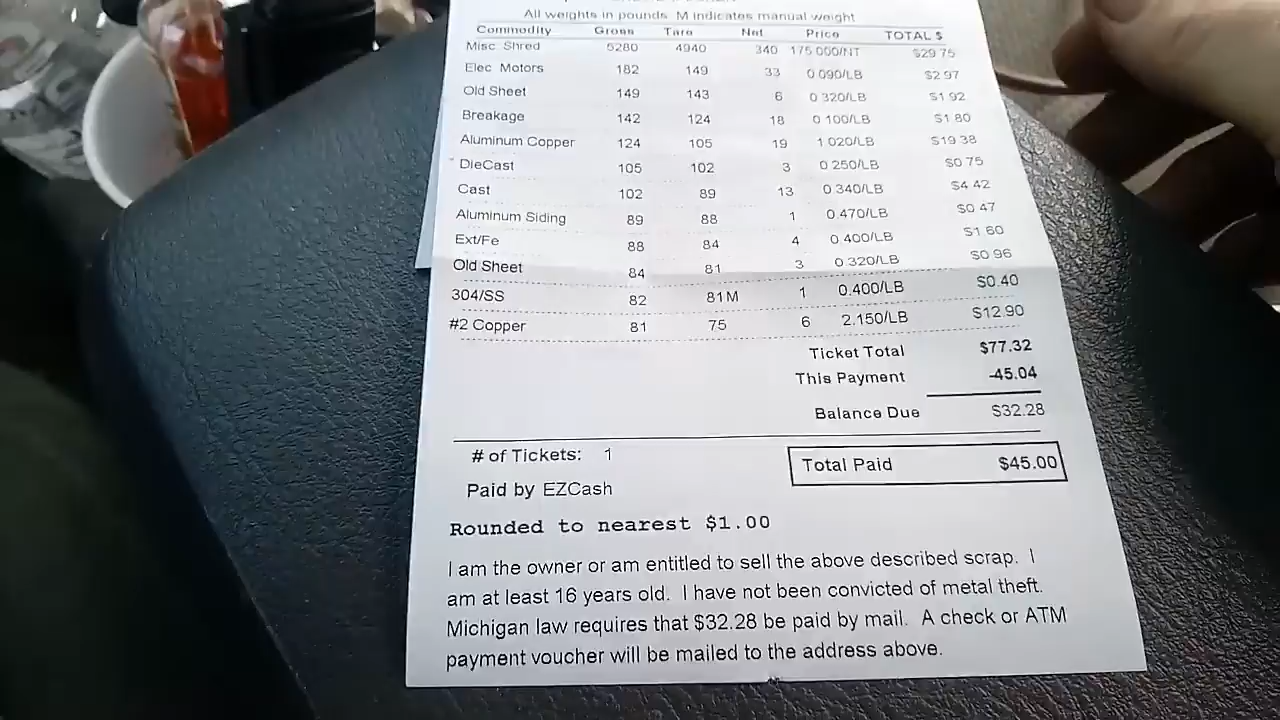 All weights in pounds. M indicates manual weight
Commodity Gross Tare Net Price TOTAL $
Misc Shred 5280 4940 340 175.000/NT $29.75
Elec Motors 182 149 33 0.090/LB $2.97
Old Sheet 149 143 6 0.320/LB $1.92
Breakage 142 124 18 0.100/LB $1.80
Aluminum Copper 124 105 19 1.020/LB $19.38
DieCast 105 102 3 0.250/LB $0.75
Cast 102 89 13 0.340/LB $4.42
Aluminum Siding 89 88 1 0.470/LB $0.47
Ext/Fe 88 84 4 0.400/LB $1.60
Old Sheet 84 81 3 0.320/LB $0.96
304/SS 82 81M 1 0.400/LB $0.40
#2 Copper 81 75 6 2.150/LB $12.90
Ticket Total $77.32
This Payment -45.04
Balance Due $32.28
# of Tickets: 1
Total Paid $45.00
Paid by EZCash
Rounded to nearest $1.00
I am the owner or am entitled to sell the above described scrap. I
am at least 16 years old. I have not been convicted of metal theft.
Michigan law requires that $32.28 be paid by mail. A check or ATM
payment voucher will be mailed to the address above.